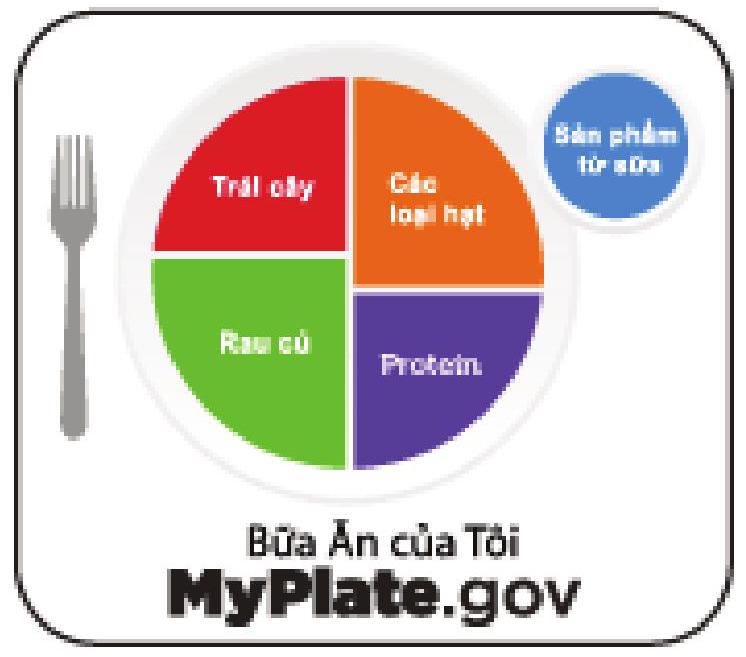 Trái cây
Các
loại hạt
Sản phẩm
từ sữa
Rau củ
Protein
Bữa Ăn của Tôi
MyPlate.gov